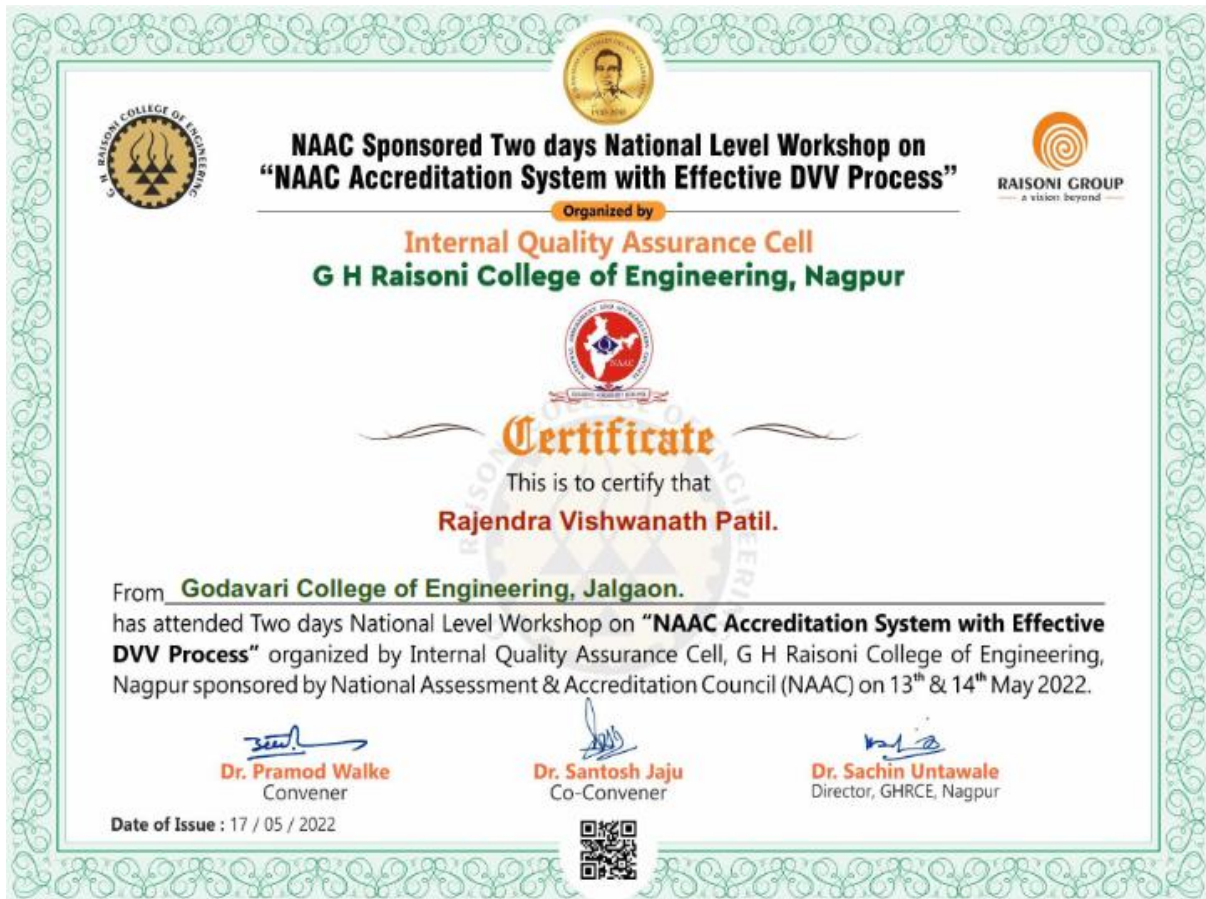 G H RAISONI COLLEGE OF ENGINEERING
NAAC Sponsored Two days National Level Workshop on
“NAAC Accreditation System with Effective DVV Process”
RAISONI GROUP
a vision beyond
Organized by
Internal Quality Assurance Cell
G H Raisoni College of Engineering, Nagpur
NAAC
Certificate
This is to certify that
Rajendra Vishwanath Patil.
From Godavari College of Engineering, Jalgaon.
has attended Two days National Level Workshop on “NAAC Accreditation System with Effective
DVV Process” organized by Internal Quality Assurance Cell, G H Raisoni College of Engineering,
Nagpur sponsored by National Assessment & Accreditation Council (NAAC) on 13th & 14th May 2022.
Dr. Pramod Walke
Convener
Dr. Santosh Jaju
Co-Convener
Dr. Sachin Untawale
Director, GHRCE, Nagpur
Date of Issue : 17 / 05 / 2022